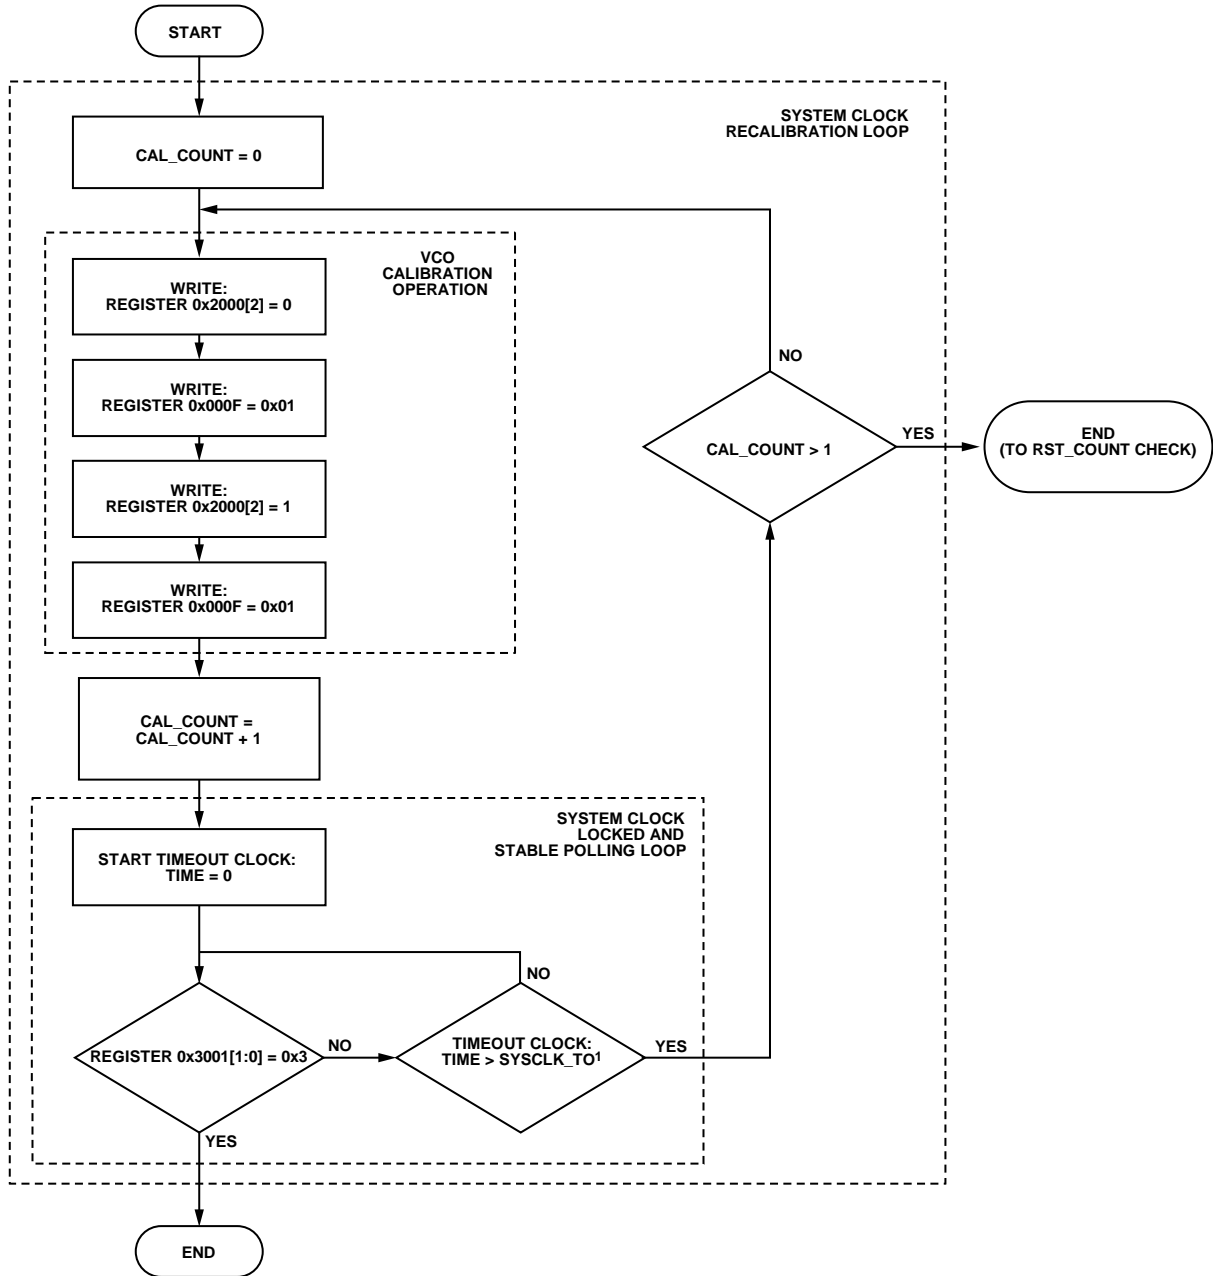 START
SYSTEM CLOCK
RECALIBRATION LOOP
CAL_COUNT = 0
VCO
CALIBRATION
OPERATION
WRITE:
REGISTER 0x2000[2] = 0
NO
WRITE:
REGISTER 0x000F = 0x01
CAL_COUNT > 1
YES
END
(TO RST_COUNT CHECK)
WRITE:
REGISTER 0x2000[2] = 1
WRITE:
REGISTER 0x000F = 0x01
CAL_COUNT =
CAL_COUNT + 1
SYSTEM CLOCK
LOCKED AND
STABLE POLLING LOOP
START TIMEOUT CLOCK:
TIME = 0
NO
REGISTER 0x3001[1:0] = 0x3
NO
TIMEOUT CLOCK:
TIME > SYSCLK_TO¹
YES
YES
END